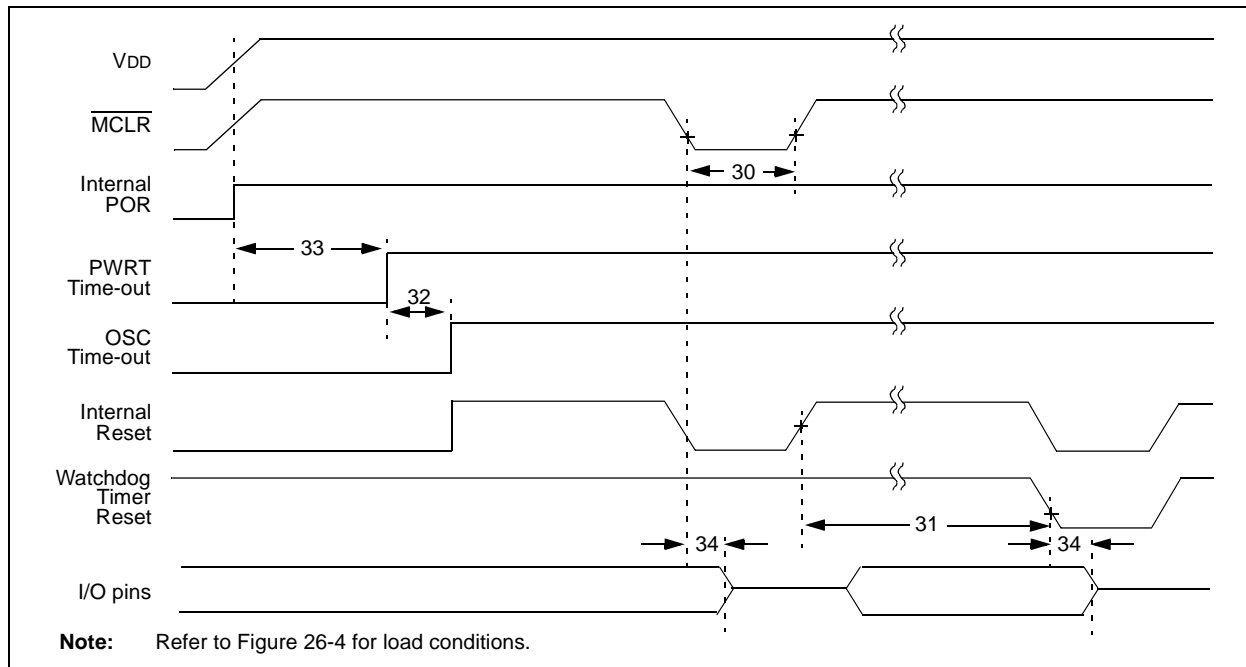 VDD
MCLR
30
Internal
POR
33
PWRT
Time-out
32
OSC
Time-out
Internal
Reset
Watchdog
Timer
Reset
31
34
34
I/O pins
Note: Refer to Figure 26-4 for load conditions.